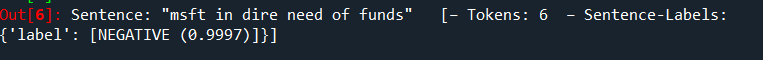 Out[6]: Sentence: "msft in dire need of funds"   [− Tokens: 6  − Sentence-Labels:
{'label': [NEGATIVE (0.9997)]}]